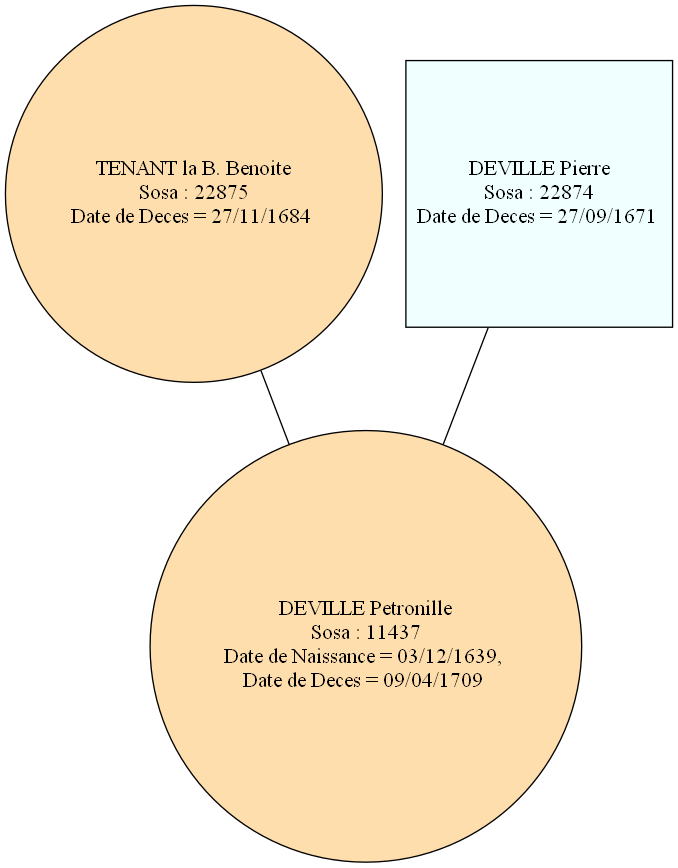 TENANT la B. Benoite
Sosa : 22875
Date de Deces = 27/11/1684
DEVILLE Pierre
Sosa : 22874
Date de Deces = 27/09/1671
DEVILLE Petronille
Sosa : 11437
Date de Naissance = 03/12/1639,
Date de Deces = 09/04/1709